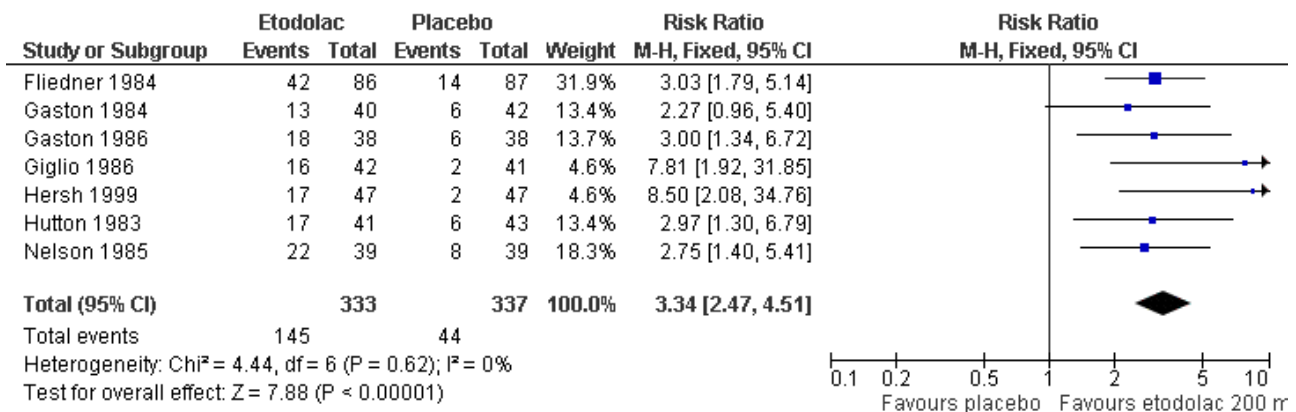 Etodolac Placebo Risk Ratio Risk Ratio
Study or Subgroup Events Total Events Total Weight M-H, Fixed, 95% CI M-H, Fixed, 95% CI
Fliedner 1984 42 86 14 87 31.9% 3.03 [1.79, 5.14]
Gaston 1984 13 40 6 42 13.4% 2.27 [0.96, 5.40]
Gaston 1986 18 38 6 38 13.7% 3.00 [1.34, 6.72]
Giglio 1986 16 42 2 41 4.6% 7.81 [1.92, 31.85]
Hersh 1999 17 47 2 47 4.6% 8.50 [2.08, 34.76]
Hutton 1983 17 41 6 43 13.4% 2.97 [1.30, 6.79]
Nelson 1985 22 39 8 39 18.3% 2.75 [1.40, 5.41]
Total (95% CI) 333 337 100.0% 3.34 [2.47, 4.51]
Total events 145 44
Heterogeneity: Chi² = 4.44, df = 6 (P = 0.62); I² = 0%
Test for overall effect: Z = 7.88 (P < 0.00001)
0.1 0.2 0.5 1 2 5 10
Favours placebo Favours etodolac 200 m